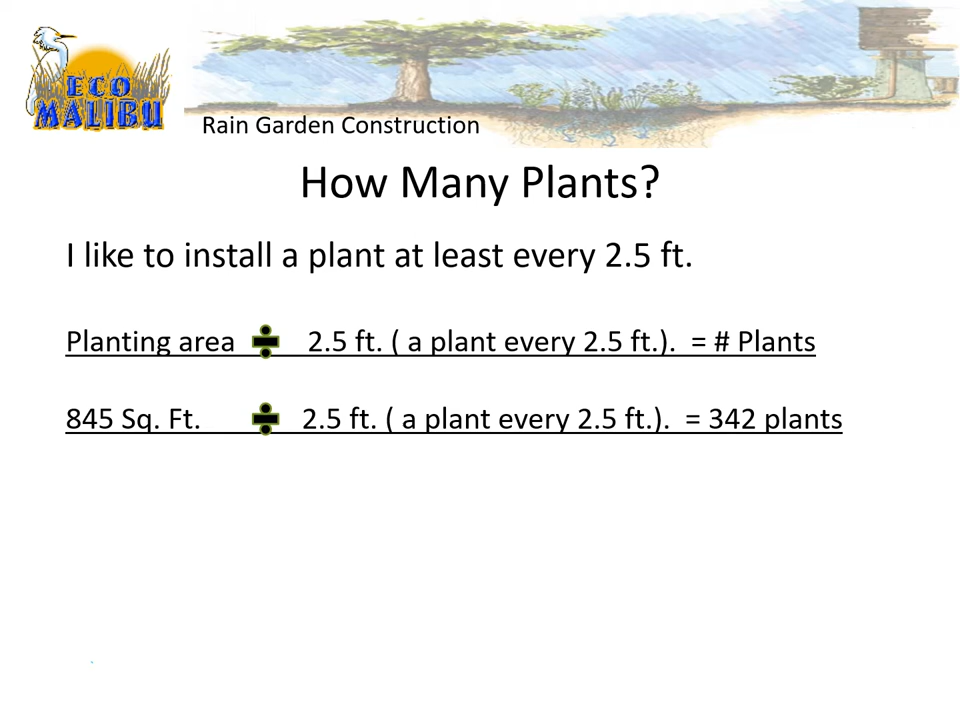 ECO
MALIBU
Rain Garden Construction
How Many Plants?
I like to install a plant at least every 2.5 ft.
Planting area ÷ 2.5 ft. ( a plant every 2.5 ft.). = # Plants
845 Sq. Ft. ÷ 2.5 ft. ( a plant every 2.5 ft.). = 342 plants